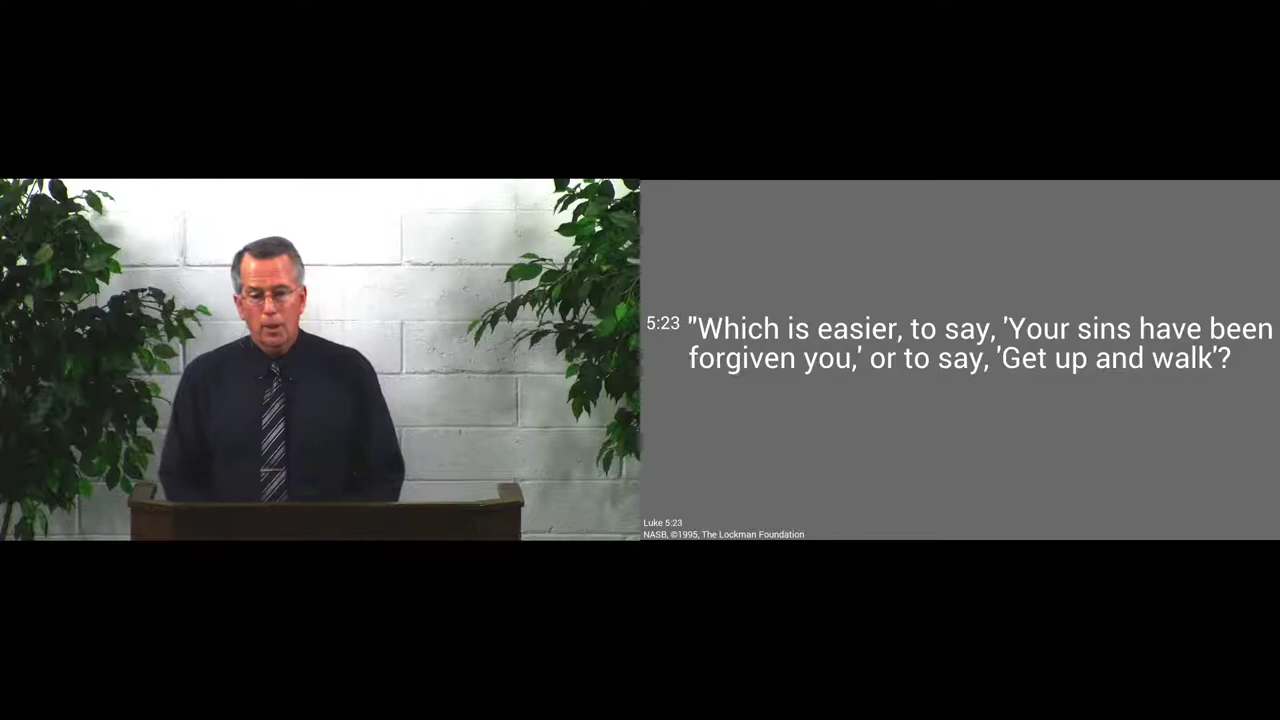 5:23 "Which is easier, to say, 'Your sins have been
forgiven you,' or to say, 'Get up and walk'?
Luke 5:23
NASB, ©1995, The Lockman Foundation